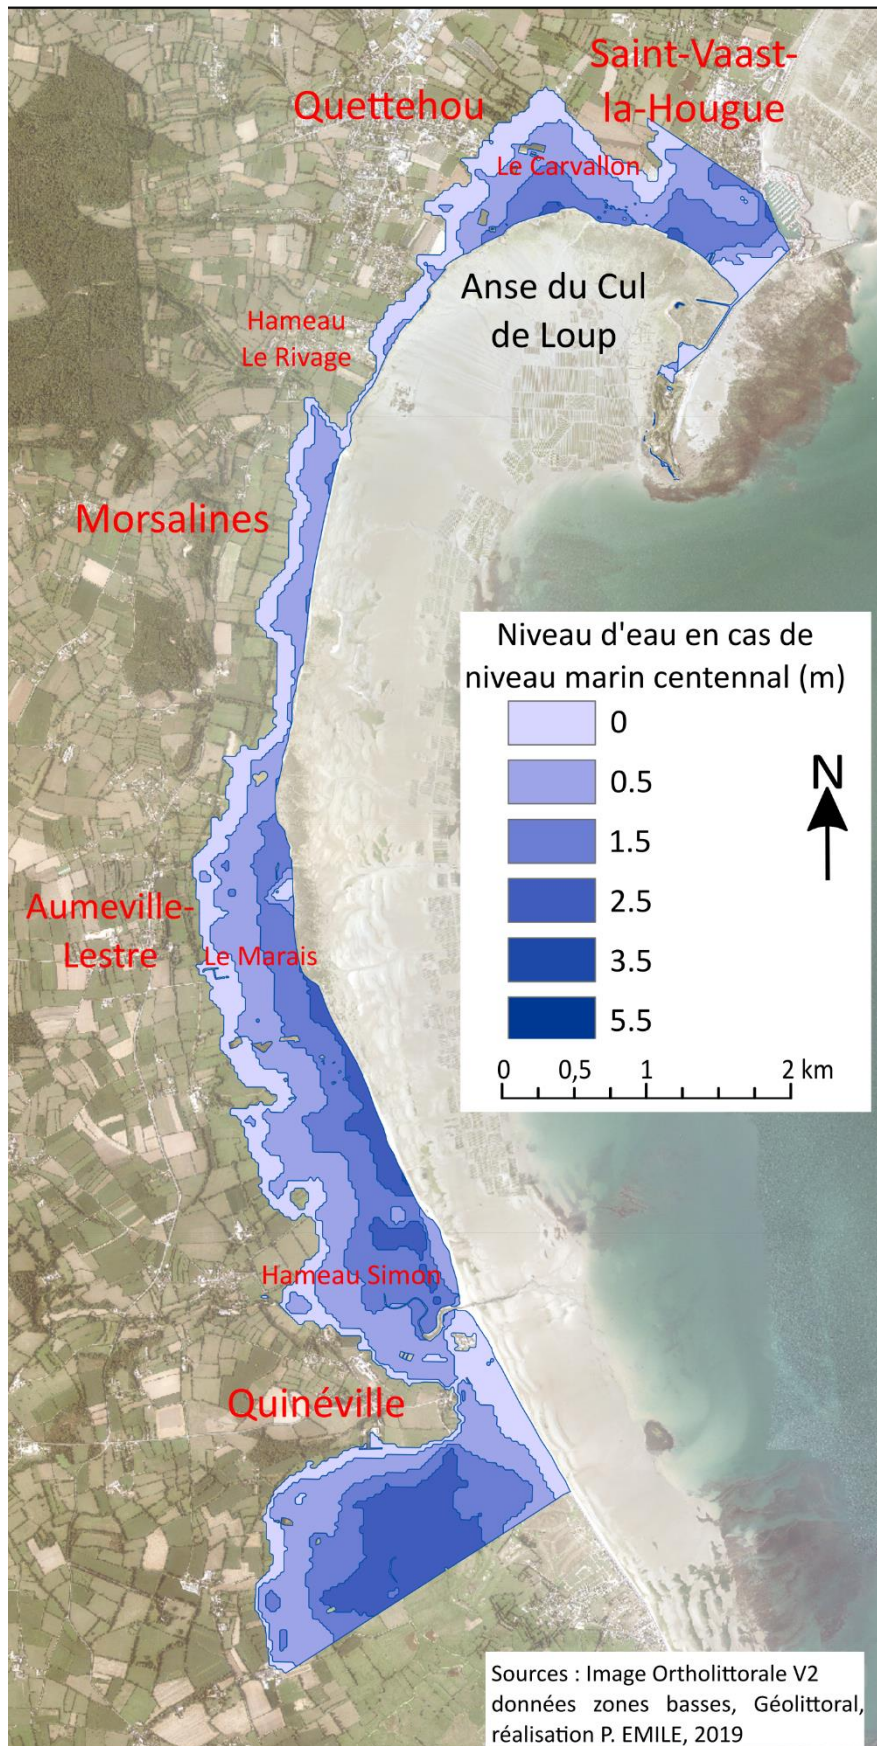 Saint-Vaast-
la-Hougue
Quettehou
Le Carvallon
Anse du Cul
de Loup
Hameau
Le Rivage
Morsalines
Niveau d'eau en cas de
niveau marin centennal (m)
0
0.5
1.5
2.5
3.5
5.5
N
0 0,5 1 2 km
Aumeville-
Lestre
Le Marais
Hameau Simon
Quinéville
Sources : Image Ortholittorale V2
données zones basses, Géolittoral,
réalisation P. EMILE, 2019